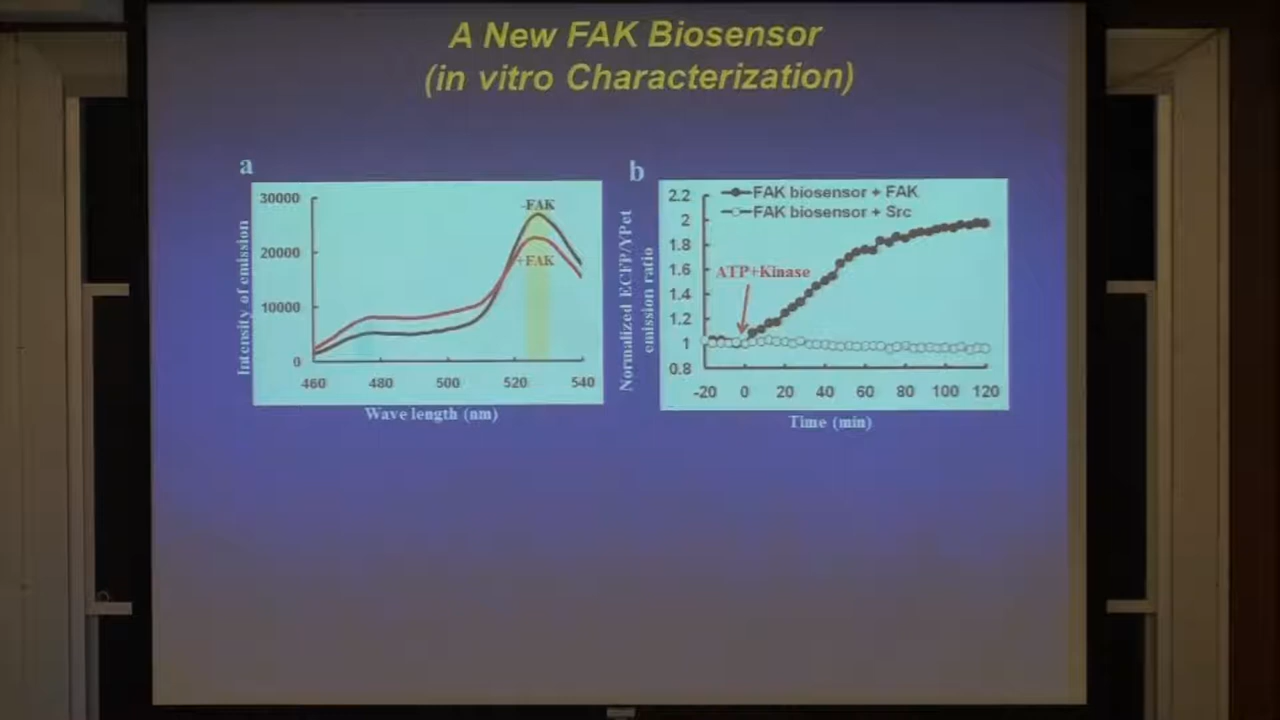 A New FAK Biosensor
(in vitro Characterization)
a
Intensity of emission
30000
20000
10000
0
-FAK
+FAK
460 480 500 520 540
Wave length (nm)
b
Normalized ECFP/YPet
emission ratio
2.2
2
1.8
1.6
1.4
1.2
1
0.8
FAK biosensor + FAK
FAK biosensor + Src
ATP+Kinase
-20 0 20 40 60 80 100 120
Time (min)